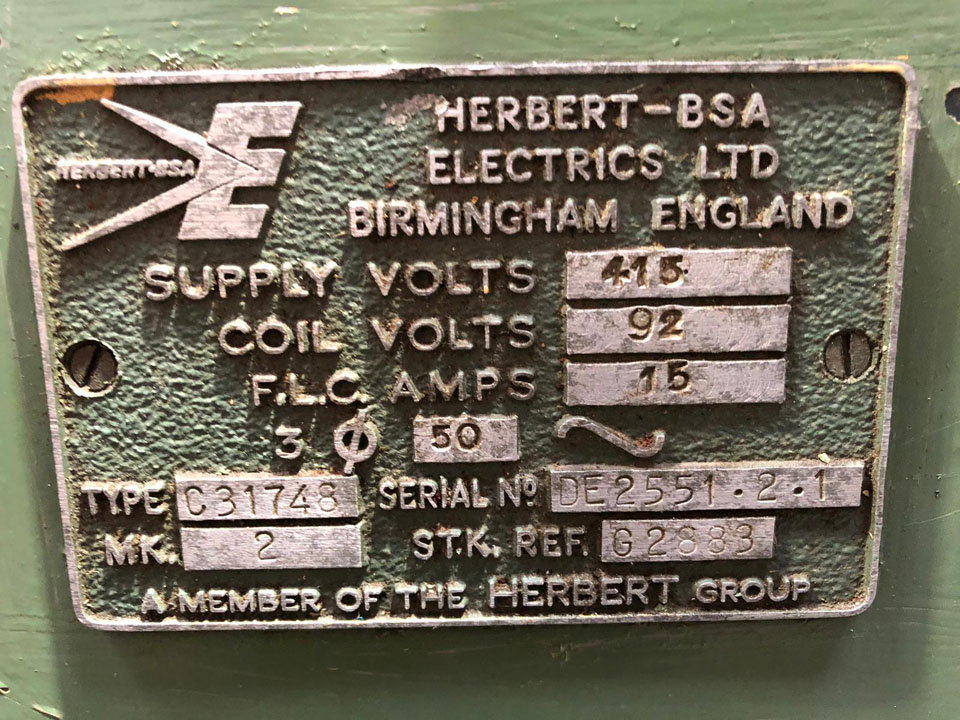 HERBERT-BSA
E
HERBERT-BSA
ELECTRICS LTD
BIRMINGHAM ENGLAND
SUPPLY VOLTS 415
COIL VOLTS 92
F.L.C. AMPS 15
3 ϕ 50 ~
TYPE C31748 SERIAL Nº DE2551.2.1
MK. 2 STK. REF. G2883
A MEMBER OF THE HERBERT GROUP